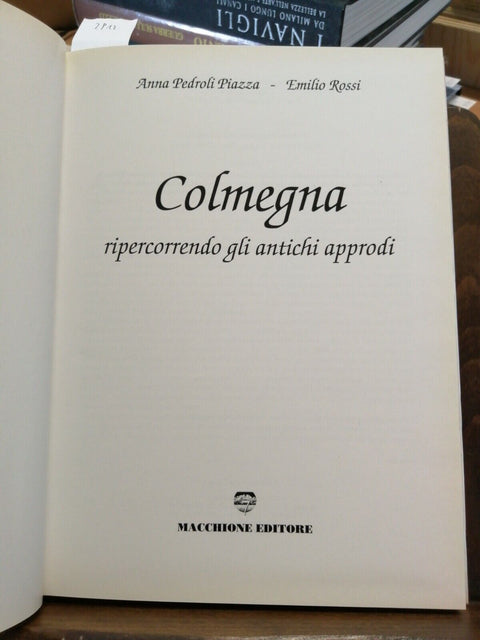 Anna Pedroli Piazza - Emilio Rossi
Colmegna
ripercorrendo gli antichi approdi
MACCHIONE EDITORE
I NAVIGLI
DA MILANO LUNGO I CANALI